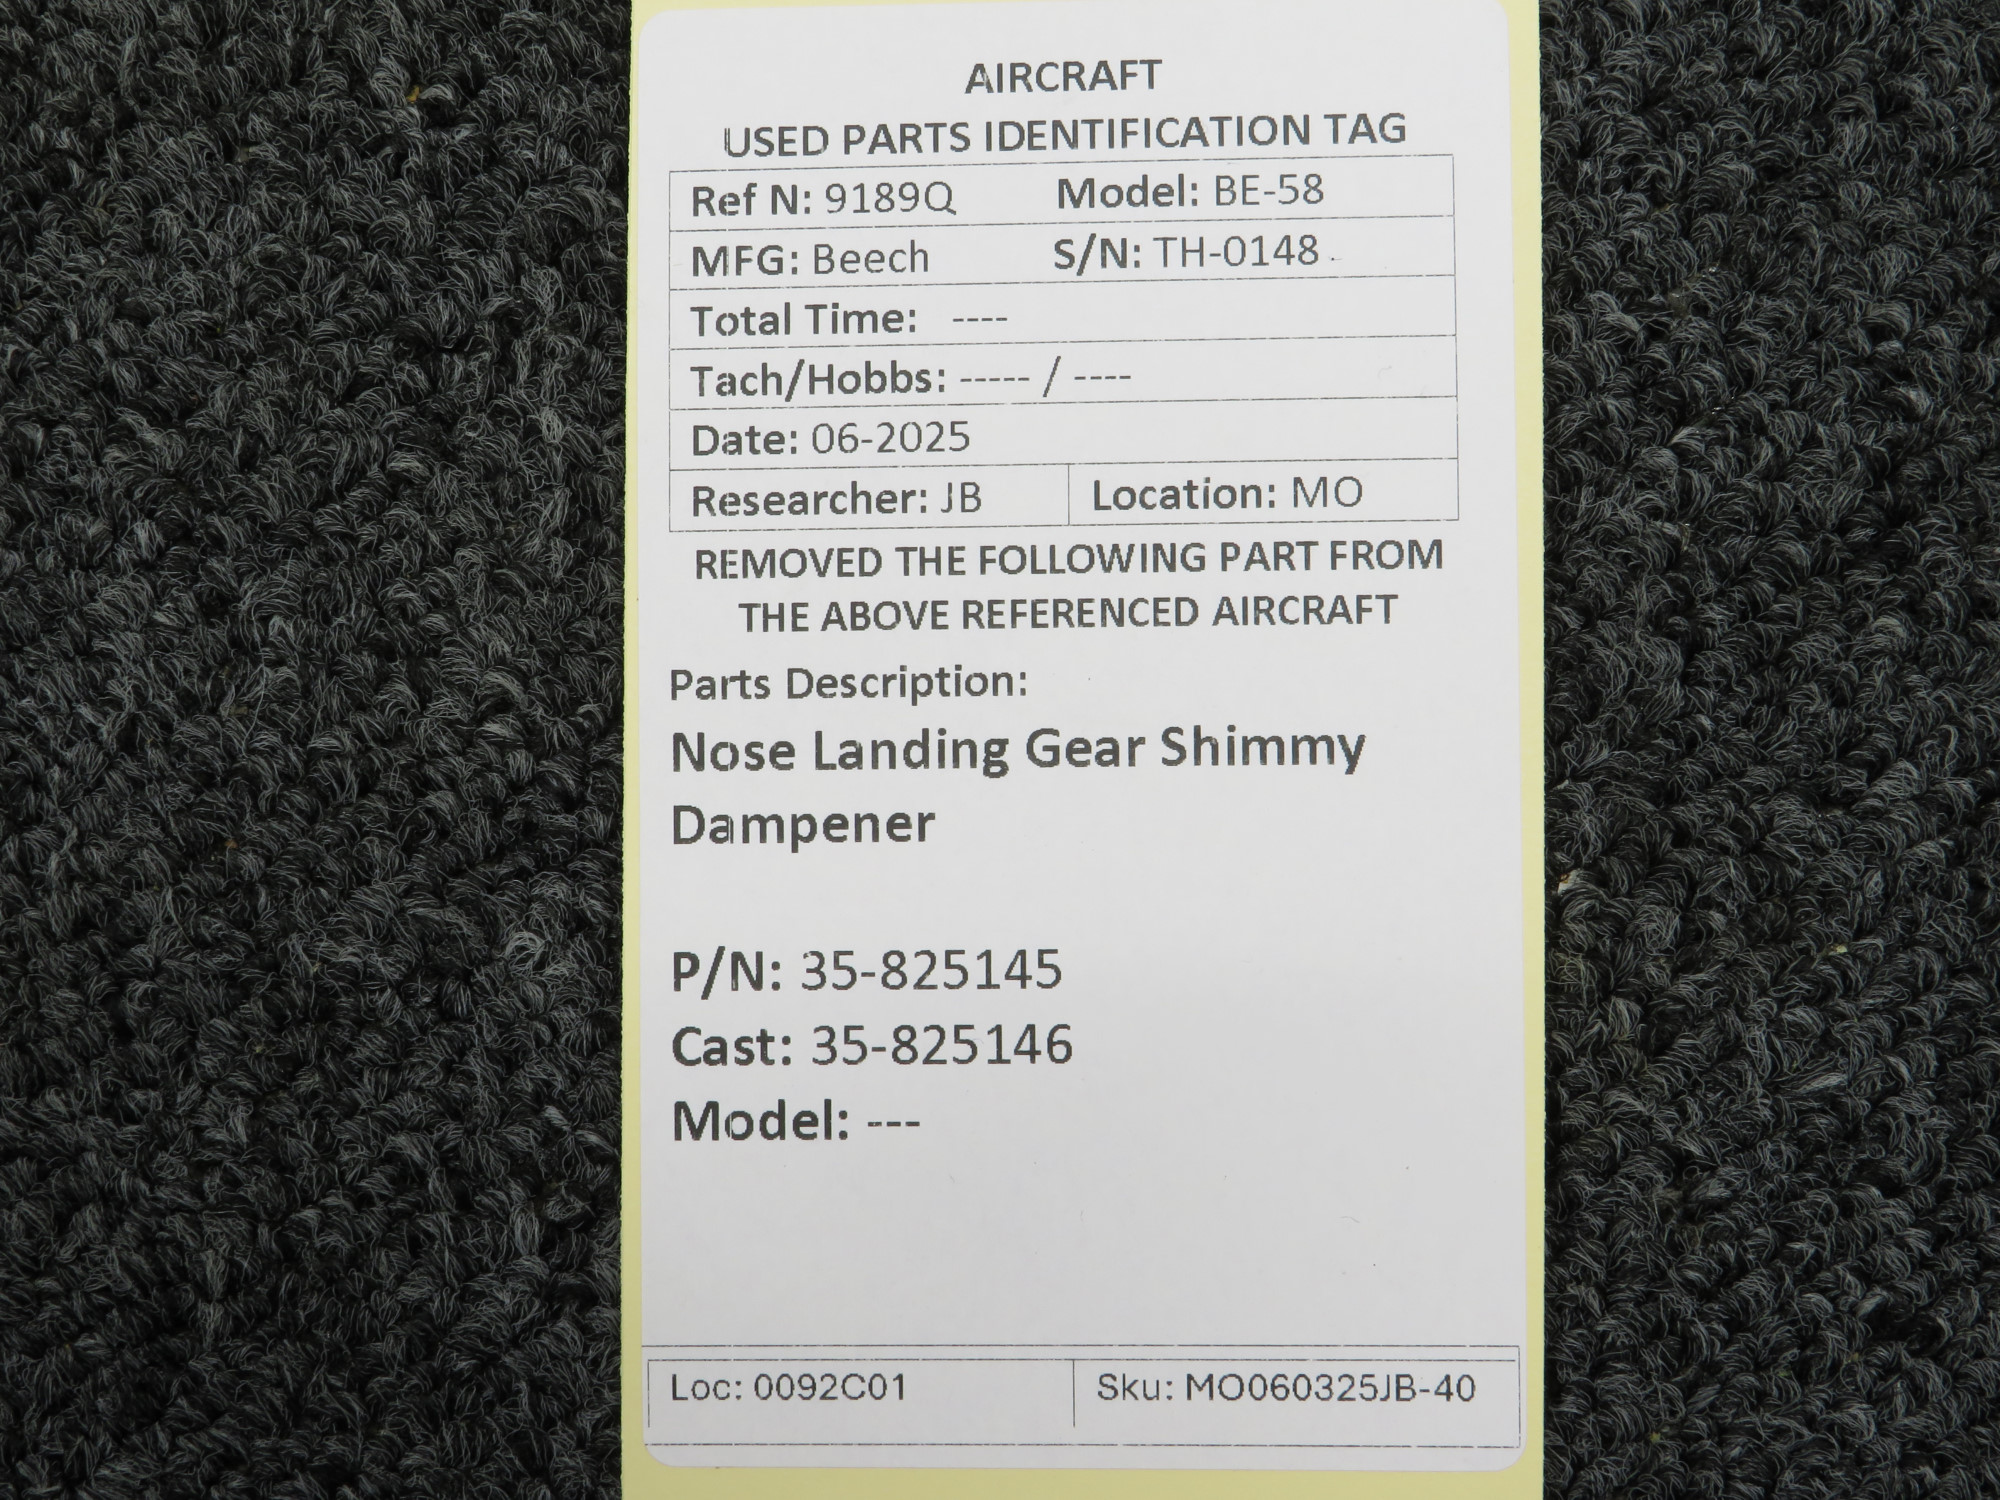 AIRCRAFT
USED PARTS IDENTIFICATION TAG
Ref N: 9189Q Model: BE-58
MFG: Beech S/N: TH-0148
Total Time: ----
Tach/Hobbs: ----- / ----
Date: 06-2025
Researcher: JB Location: MO
REMOVED THE FOLLOWING PART FROM
THE ABOVE REFERENCED AIRCRAFT
Parts Description:
Nose Landing Gear Shimmy
Dampener
P/N: 35-825145
Cast: 35-825146
Model: ---
Loc: 0092C01 Sku: MO060325JB-40